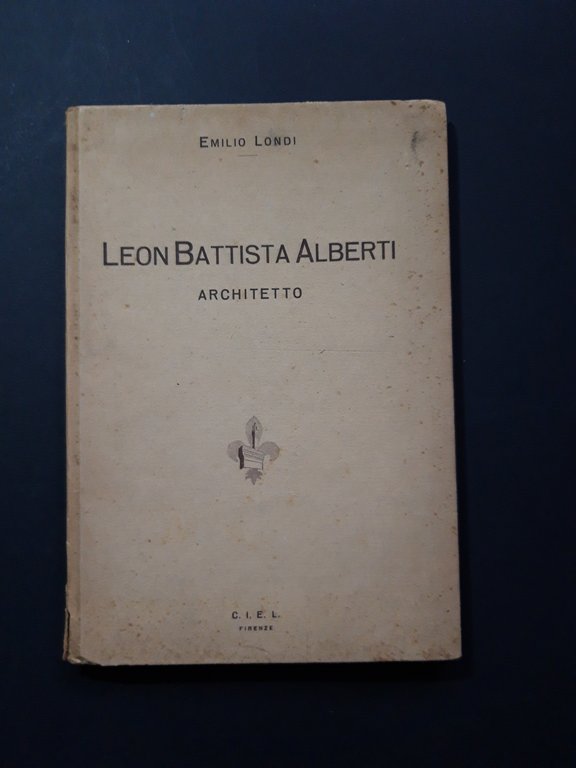 Emilio Londi
Leon Battista Alberti
ARCHITETTO
C. I. E. L.
FIRENZE